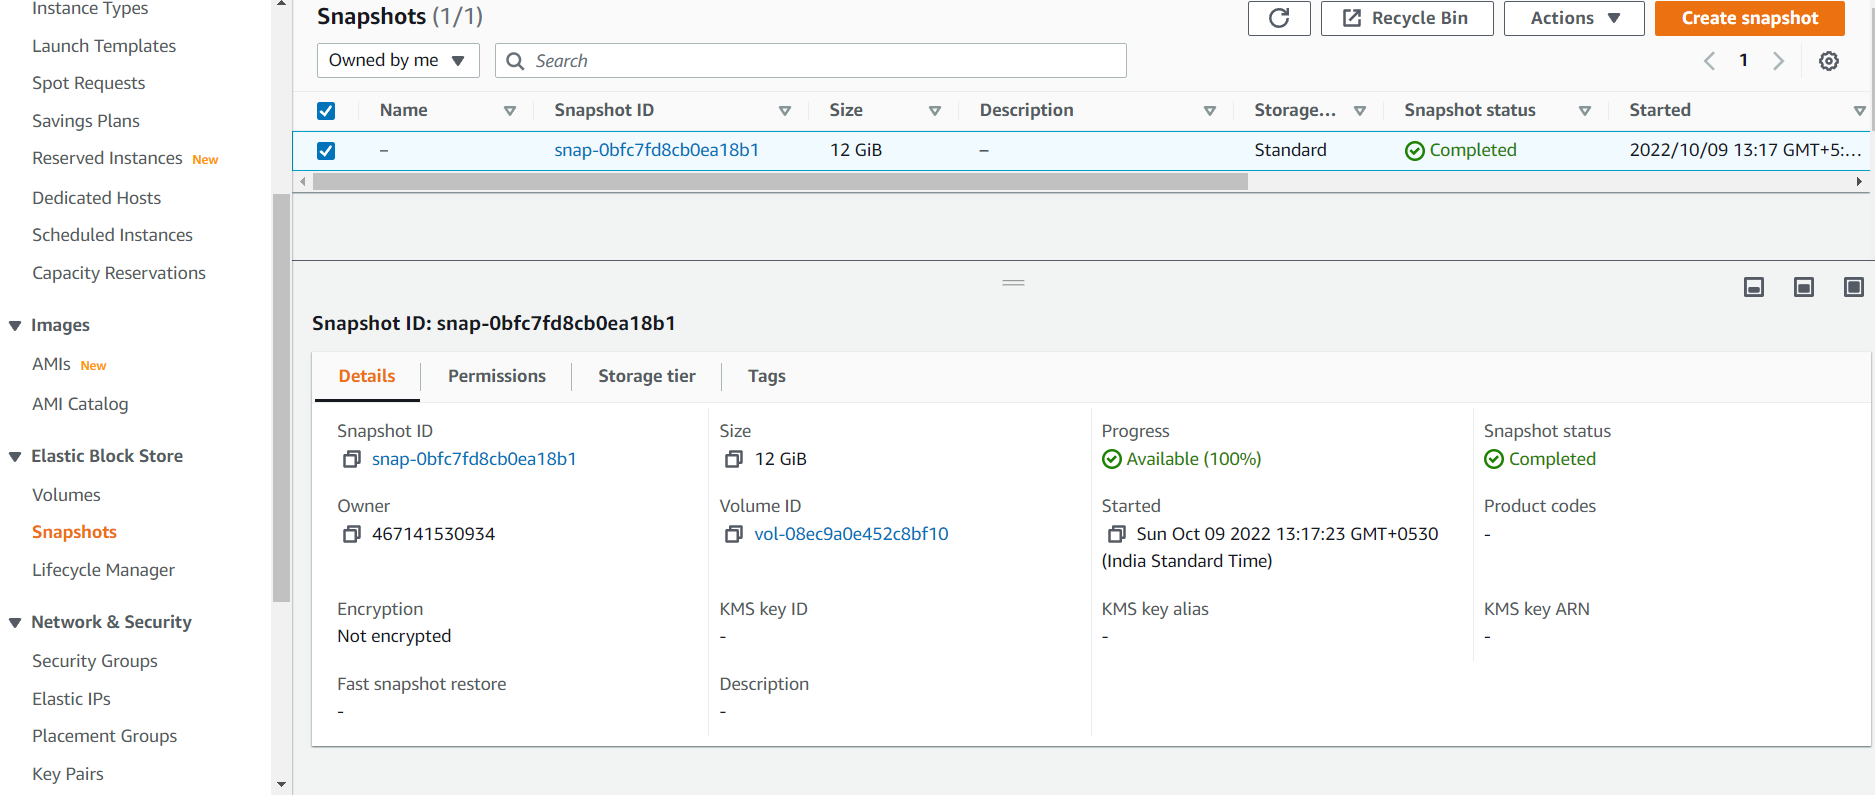 Instance Types
Launch Templates
Spot Requests
Savings Plans
Reserved Instances New
Dedicated Hosts
Scheduled Instances
Capacity Reservations
Images
AMIs New
AMI Catalog
Elastic Block Store
Volumes
Snapshots
Lifecycle Manager
Network & Security
Security Groups
Elastic IPs
Placement Groups
Key Pairs
Snapshots (1/1)
Recycle Bin Actions Create snapshot
Owned by me Search 1
Name Snapshot ID Size Description Storage... Snapshot status Started
– snap-0bfc7fd8cb0ea18b1 12 GiB – Standard Completed 2022/10/09 13:17 GMT+5:...
Snapshot ID: snap-0bfc7fd8cb0ea18b1
Details Permissions Storage tier Tags
Snapshot ID Size Progress Snapshot status
snap-0bfc7fd8cb0ea18b1 12 GiB Available (100%) Completed
Owner Volume ID Started Product codes
467141530934 vol-08ec9a0e452c8bf10 Sun Oct 09 2022 13:17:23 GMT+0530 -
(India Standard Time)
Encryption KMS key ID KMS key alias KMS key ARN
Not encrypted - - -
Fast snapshot restore Description
- -